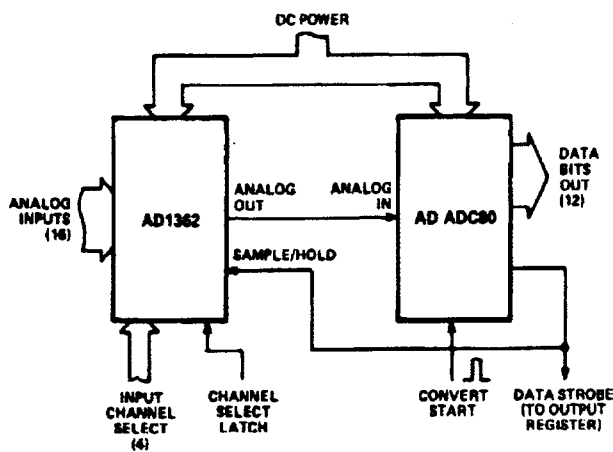 DC POWER
ANALOG
INPUTS
(16)
AD1362
ANALOG
OUT
ANALOG
IN
SAMPLE/HOLD
AD ADC80
DATA
BITS
OUT
(12)
INPUT
CHANNEL
SELECT
(4)
CHANNEL
SELECT
LATCH
CONVERT
START
DATA STROBE
(TO OUTPUT
REGISTER)